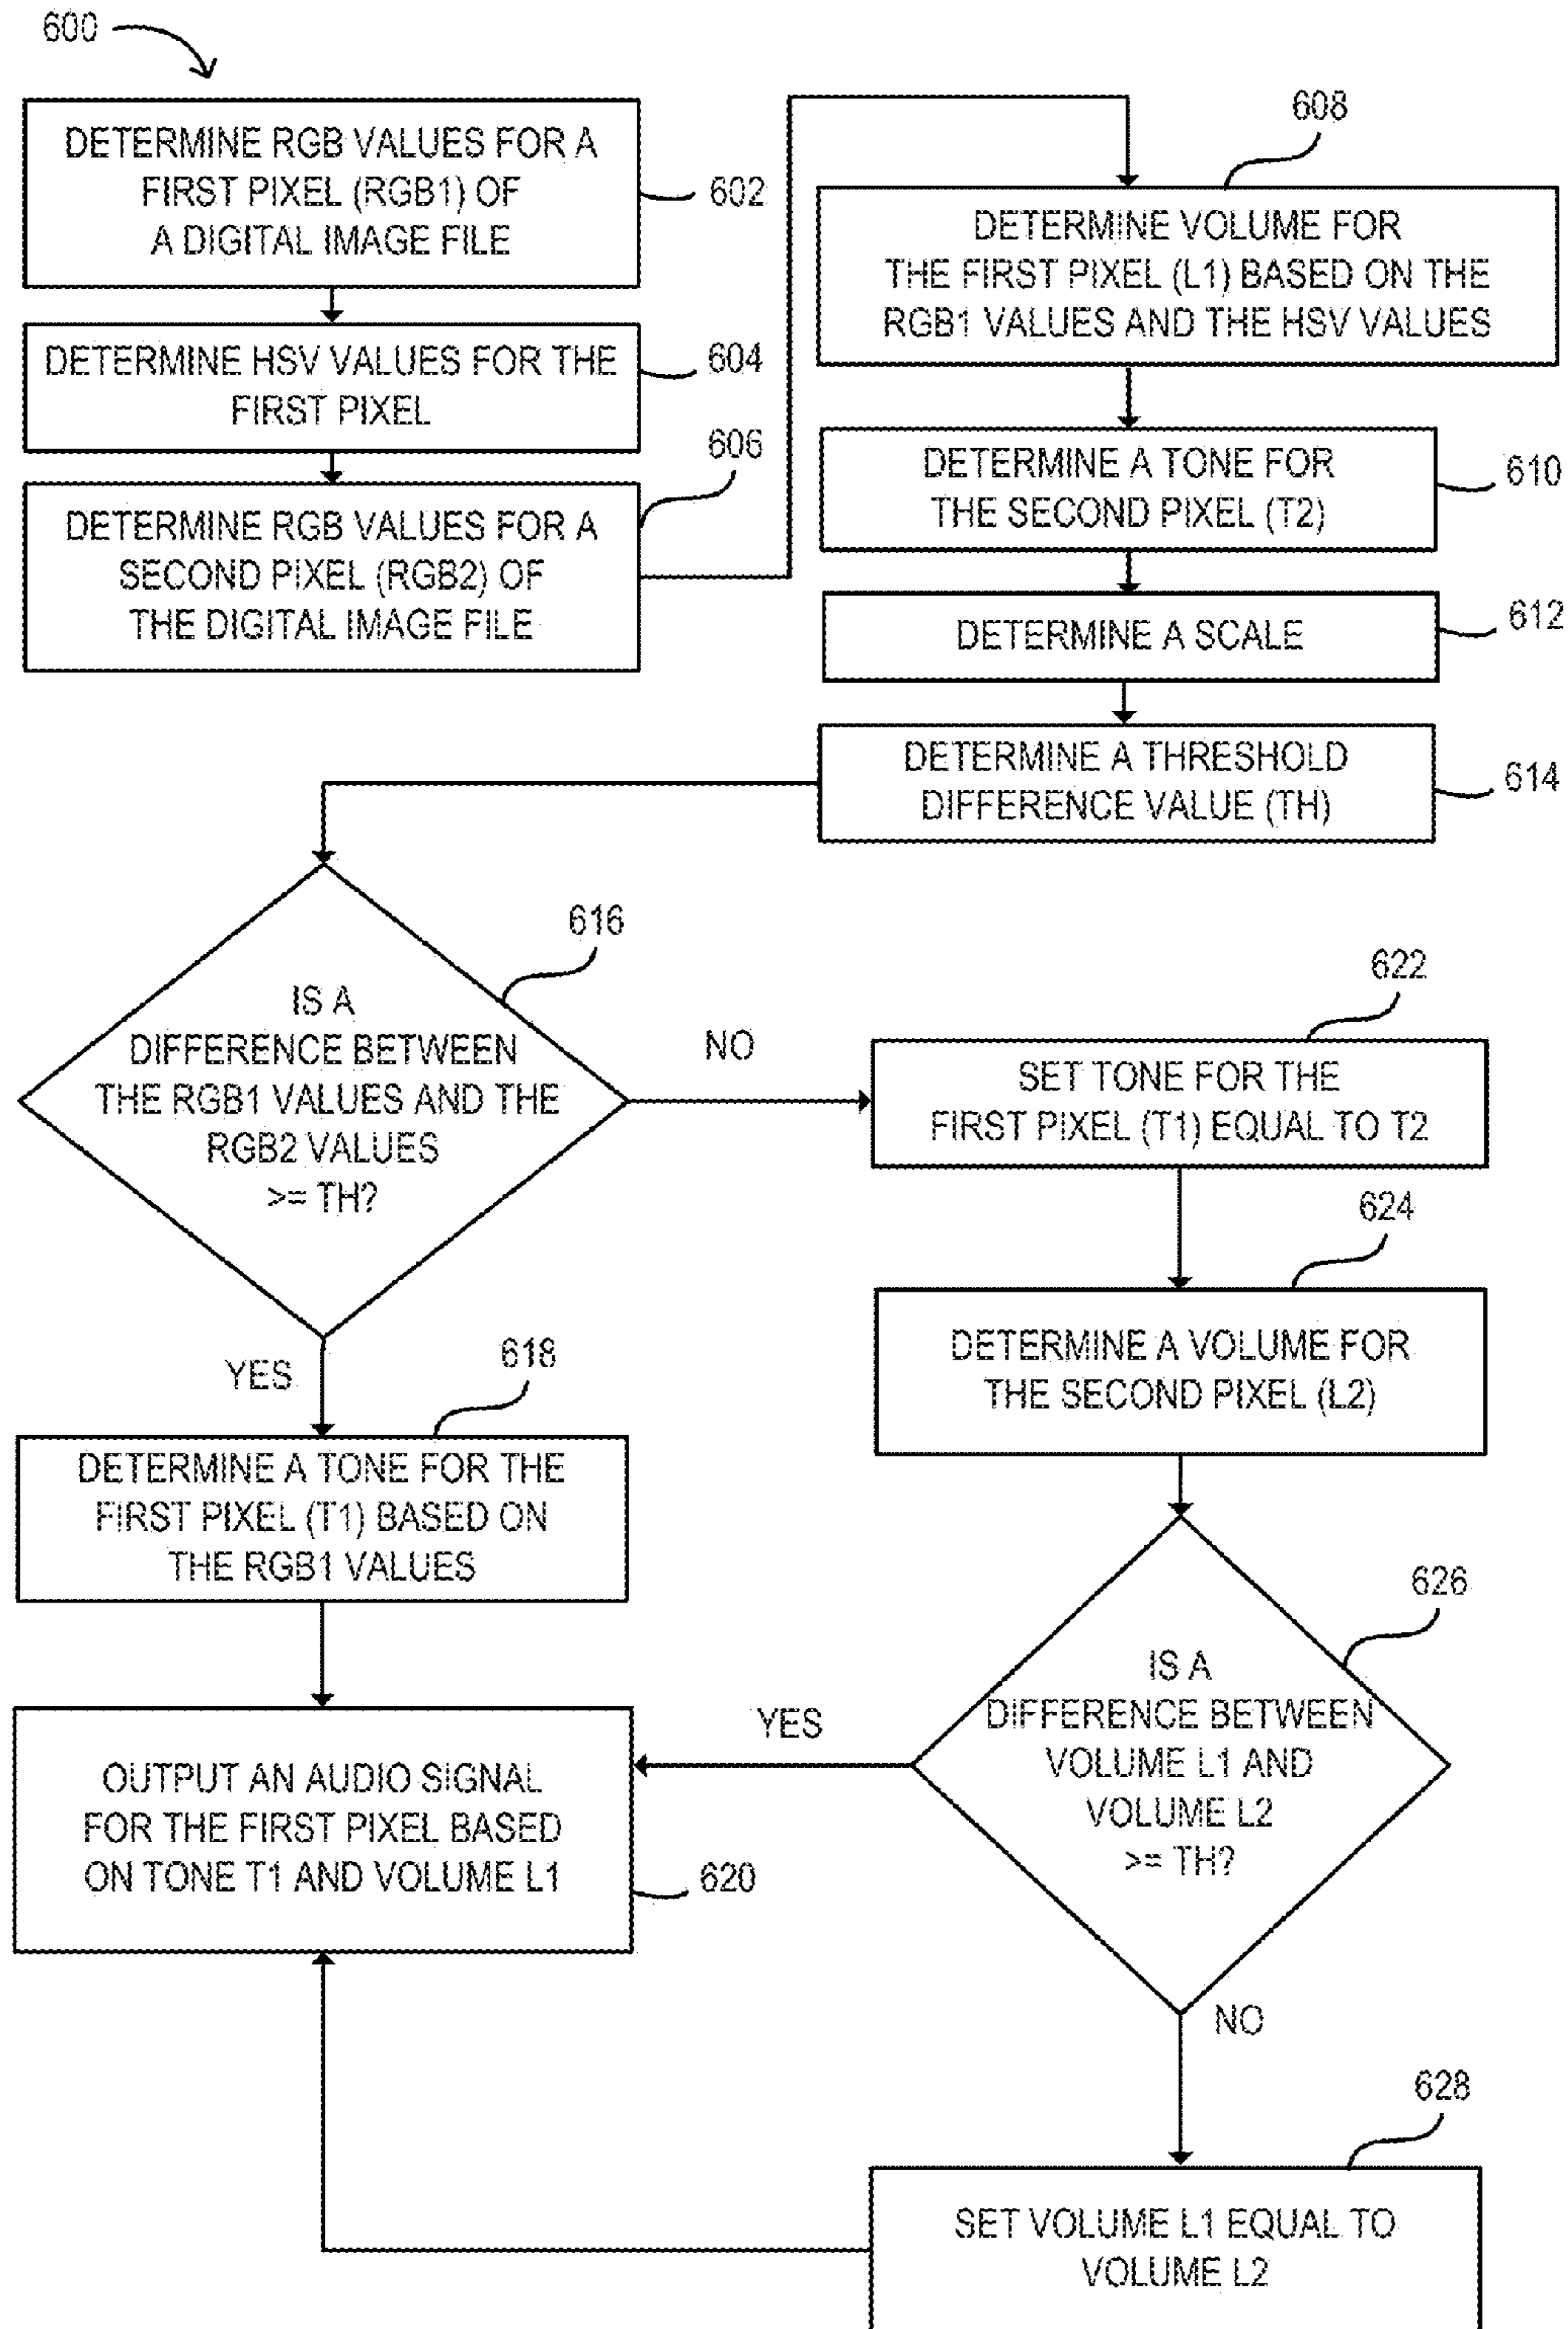 600
DETERMINE RGB VALUES FOR A
FIRST PIXEL (RGB1) OF
A DIGITAL IMAGE FILE
602
DETERMINE HSV VALUES FOR THE
FIRST PIXEL
604
606
DETERMINE RGB VALUES FOR A
SECOND PIXEL (RGB2) OF
THE DIGITAL IMAGE FILE
608
DETERMINE VOLUME FOR
THE FIRST PIXEL (L1) BASED ON THE
RGB1 VALUES AND THE HSV VALUES
DETERMINE A TONE FOR
THE SECOND PIXEL (T2)
610
DETERMINE A SCALE
612
DETERMINE A THRESHOLD
DIFFERENCE VALUE (TH)
614
616
IS A
DIFFERENCE BETWEEN
THE RGB1 VALUES AND THE
RGB2 VALUES
>= TH?
NO
622
SET TONE FOR THE
FIRST PIXEL (T1) EQUAL TO T2
624
DETERMINE A VOLUME FOR
THE SECOND PIXEL (L2)
YES
618
DETERMINE A TONE FOR THE
FIRST PIXEL (T1) BASED ON
THE RGB1 VALUES
626
IS A
DIFFERENCE BETWEEN
VOLUME L1 AND
VOLUME L2
>= TH?
YES
OUTPUT AN AUDIO SIGNAL
FOR THE FIRST PIXEL BASED
ON TONE T1 AND VOLUME L1
620
NO
628
SET VOLUME L1 EQUAL TO
VOLUME L2